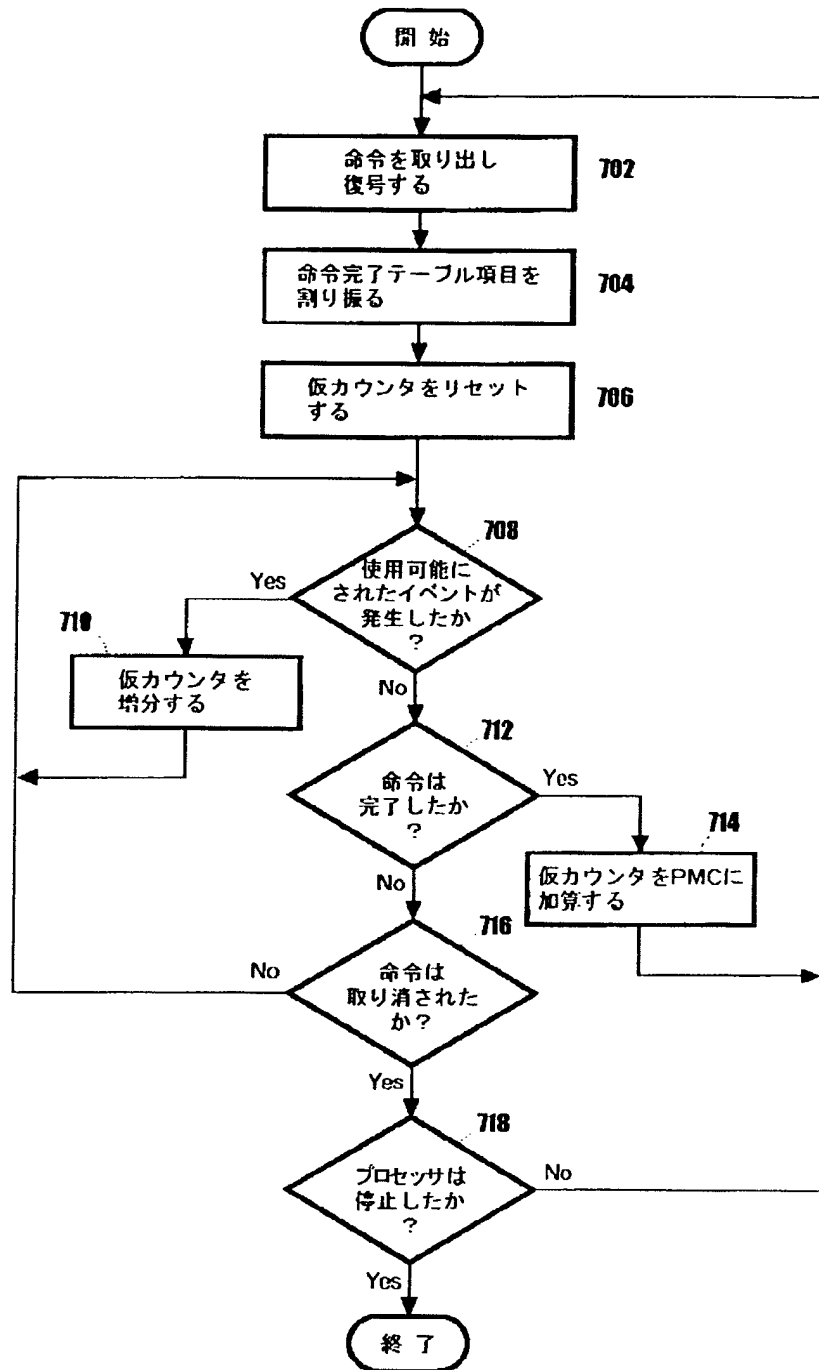 開始
命令を取り出し
復号する
702
命令完了テーブル項目を
割り振る
704
仮カウンタをリセット
する
706
708
使用可能に
されたイベントが
発生したか
?
Yes
No
710
仮カウンタを
増分する
712
命令は
完了したか
?
Yes
No
714
仮カウンタをPMCに
加算する
716
命令は
取り消された
か?
No
Yes
718
プロセッサは
停止したか
?
No
Yes
終了